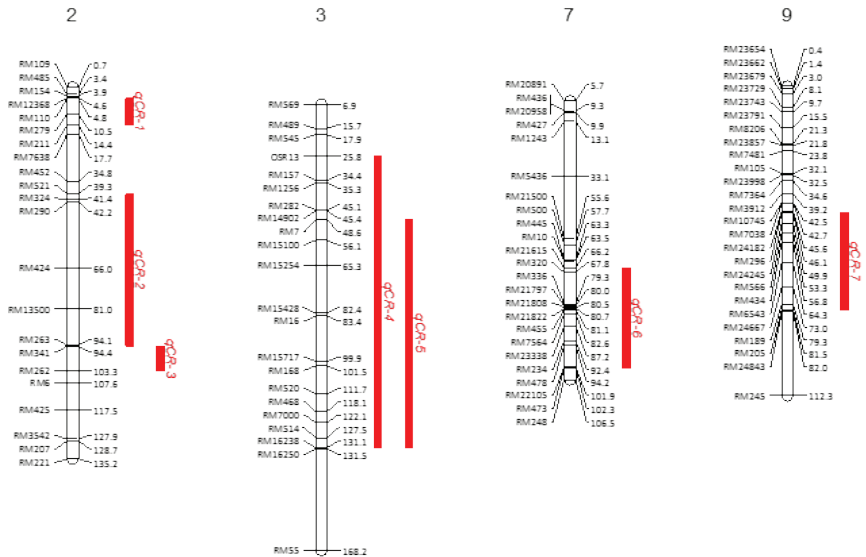 2
RM109 0.7
RM485 3.4
RM154 3.9
RM12368 4.6
RM110 4.8
RM279 10.5
RM211 14.4
RM7638 17.7
RM452 34.8
RM521 39.3
RM324 41.4
RM290 42.2
RM424 66.0
RM13500 81.0
RM263 94.1
RM341 94.4
RM262 103.3
RM6 107.6
RM425 117.5
RM3542 127.9
RM207 128.7
RM221 135.2
qCR-1
qCR-2
qCR-3
3
RM569 6.9
RM489 15.7
RM545 17.9
OSR13 25.8
RM157 34.4
RM1256 35.3
RM282 45.1
RM14902 45.4
RM7 48.6
RM15100 56.1
RM15254 65.3
RM15428 82.4
RM16 83.4
RM15717 99.9
RM168 101.5
RM520 111.7
RM468 118.1
RM7000 122.1
RM514 127.5
RM16238 131.1
RM16250 131.5
RM55 168.2
qCR-4
qCR-5
7
RM20891 5.7
RM436
RM20958 9.3
RM427 9.9
RM1243 13.1
RM5436 33.1
RM21500 55.6
RM500 57.7
RM445 63.3
RM10 63.5
RM21615 66.2
RM320 67.8
RM336 79.3
RM21797 80.0
RM21808 80.5
RM21822 80.7
RM455 81.1
RM7564 82.6
RM23338 87.2
RM234 92.4
RM478 94.2
RM22105 101.9
RM473 102.3
RM248 106.5
qCR-6
9
RM23654 0.4
RM23662 1.4
RM23679 3.0
RM23729 8.1
RM23743 9.7
RM23791 15.5
RM8206 21.3
RM23857 21.8
RM7481 23.8
RM105 32.1
RM23998 32.5
RM7364 34.6
RM3912 39.2
RM10745 42.5
RM7038 42.7
RM24182 45.6
RM296 46.1
RM24245 49.9
RM566 53.3
RM434 56.8
RM6543 64.3
RM24667 73.0
RM189 79.3
RM205 81.5
RM24843 82.0
RM245 112.3
qCR-7